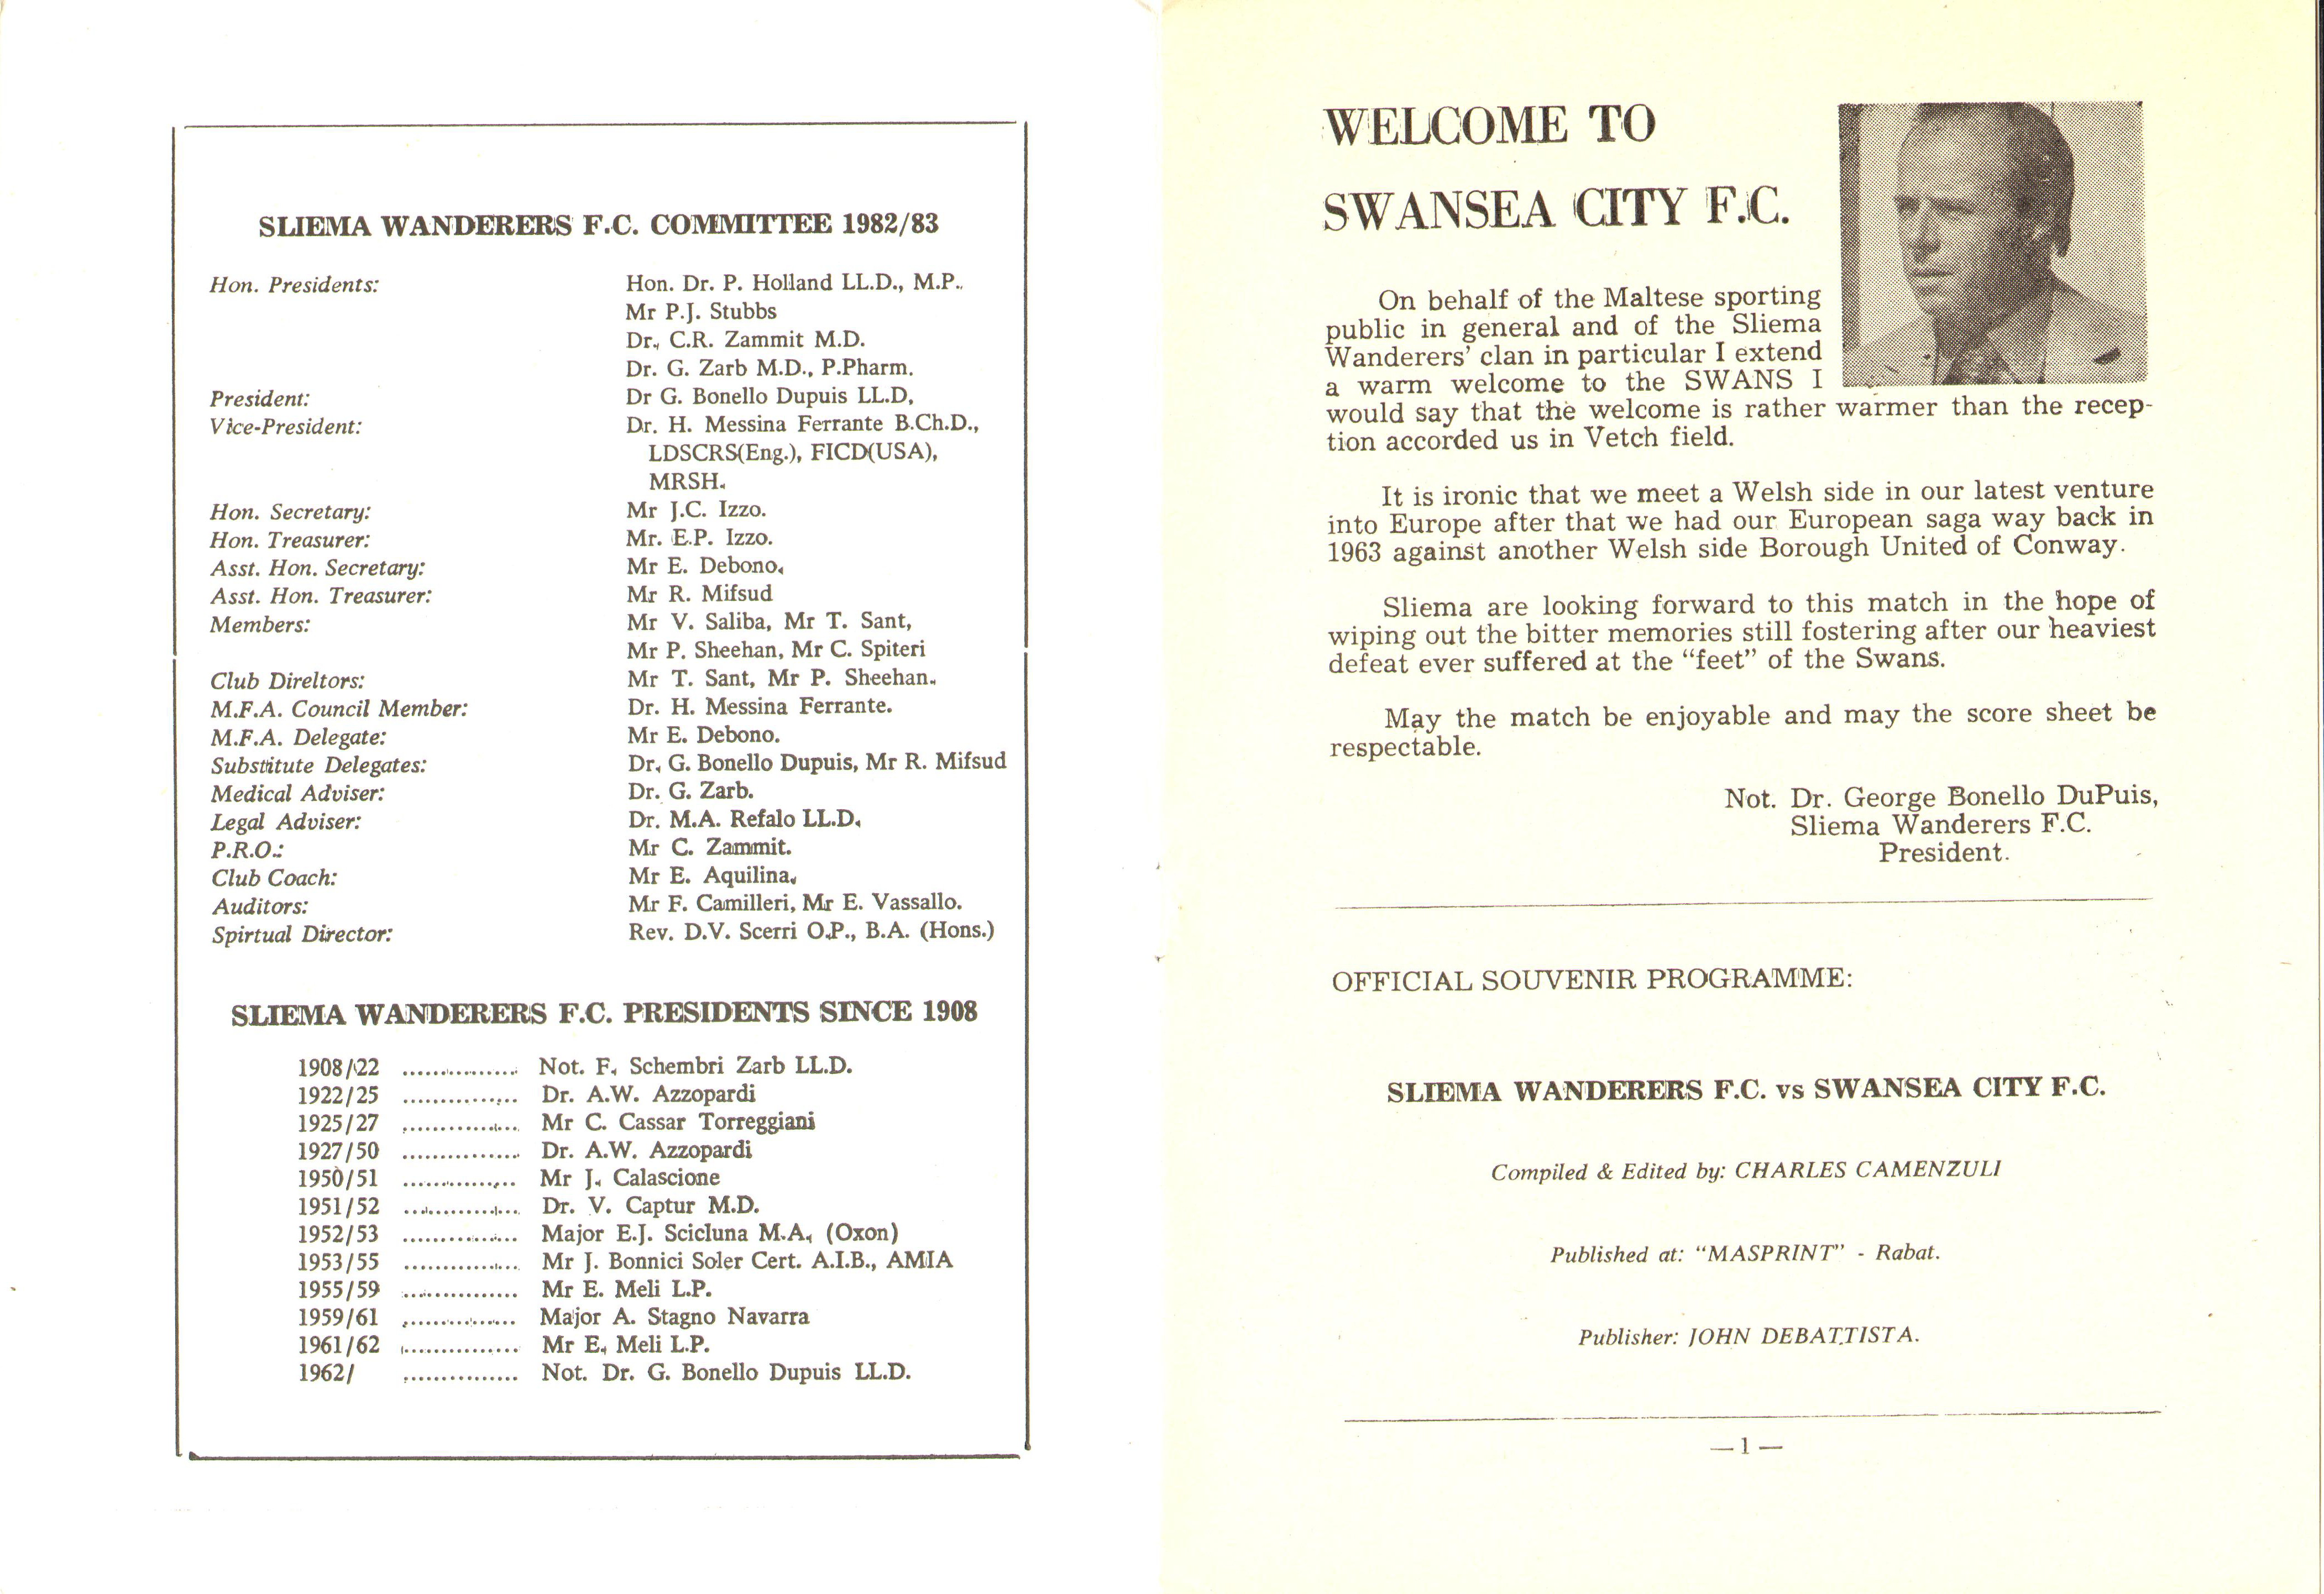 SLIEMA WANDERERS F.C. COMMITTEE 1982/83
Hon. Presidents: Hon. Dr. P. Holland LL.D., M.P.
Mr P.J. Stubbs
Dr. C.R. Zammit M.D.
Dr. G. Zarb M.D., P.Pharm.
President: Dr G. Bonello Dupuis LL.D,
Vice-President: Dr. H. Messina Ferrante B.Ch.D.,
LDSCRS(Eng.), FICD(USA),
MRSH.
Hon. Secretary: Mr J.C. Izzo.
Hon. Treasurer: Mr. E.P. Izzo.
Asst. Hon. Secretary: Mr E. Debono.
Asst. Hon. Treasurer: Mr R. Mifsud
Members: Mr V. Saliba, Mr T. Sant,
Mr P. Sheehan, Mr C. Spiteri
Club Direltors: Mr T. Sant, Mr P. Sheehan.
M.F.A. Council Member: Dr. H. Messina Ferrante.
M.F.A. Delegate: Mr E. Debono.
Substitute Delegates: Dr. G. Bonello Dupuis, Mr R. Mifsud
Medical Adviser: Dr. G. Zarb.
Legal Adviser: Dr. M.A. Refalo LL.D.
P.R.O.: Mr C. Zammit.
Club Coach: Mr E. Aquilina.
Auditors: Mr F. Camilleri, Mr E. Vassallo.
Spirtual Director: Rev. D.V. Scerri O.P., B.A. (Hons.)
SLIEMA WANDERERS F.C. PRESIDENTS SINCE 1908
1908/22 ............... Not. F. Schembri Zarb LL.D.
1922/25 ............... Dr. A.W. Azzopardi
1925/27 ............... Mr C. Cassar Torreggiani
1927/50 ............... Dr. A.W. Azzopardi
1950/51 ............... Mr J. Calascione
1951/52 ............... Dr. V. Captur M.D.
1952/53 ............... Major E.J. Scicluna M.A. (Oxon)
1953/55 ............... Mr J. Bonnici Soler Cert. A.I.B., AMIA
1955/59 ............... Mr E. Meli L.P.
1959/61 ............... Major A. Stagno Navarra
1961/62 ............... Mr E. Meli L.P.
1962/ ............... Not. Dr. G. Bonello Dupuis LL.D.
WELCOME TO
SWANSEA CITY F.C.
On behalf of the Maltese sporting
public in general and of the Sliema
Wanderers' clan in particular I extend
a warm welcome to the SWANS I
would say that the welcome is rather warmer than the recep-
tion accorded us in Vetch field.
It is ironic that we meet a Welsh side in our latest venture
into Europe after that we had our European saga way back in
1963 against another Welsh side Borough United of Conway.
Sliema are looking forward to this match in the hope of
wiping out the bitter memories still fostering after our heaviest
defeat ever suffered at the “feet” of the Swans.
May the match be enjoyable and may the score sheet be
respectable.
Not. Dr. George Bonello DuPuis,
Sliema Wanderers F.C.
President.
OFFICIAL SOUVENIR PROGRAMME:
SLIEMA WANDERERS F.C. vs SWANSEA CITY F.C.
Compiled & Edited by: CHARLES CAMENZULI
Published at: “MASPRINT” - Rabat.
Publisher: JOHN DEBATTISTA.
— 1 —